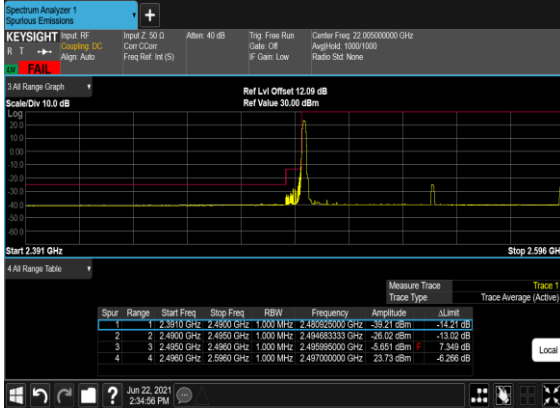 Spectrum Analyzer 1
Spurious Emissions
KEYSIGHT
R T
LW FAIL
Input: RF
Coupling: DC
Align: Auto
Input Z: 50 Ω
Corr CCorr
Freq Ref: Int (S)
Atten: 40 dB
Trig: Free Run
Gate: Off
IF Gain: Low
Center Freq: 22.005000000 GHz
Avg|Hold: 1000/1000
Radio Std: None
3 All Range Graph
Scale/Div 10.0 dB
Ref Lvl Offset 12.09 dB
Ref Value 30.00 dBm
Log
20.0
10.0
0.00
-10.0
-20.0
-30.0
-40.0
-50.0
-60.0
Start 2.391 GHz
Stop 2.596 GH
4 All Range Table
Measure Trace Trace 1
Trace Type Trace Average (Active)
Spur Range Start Freq Stop Freq RBW Frequency Amplitude ΔLimit
1 1 2.3910 GHz 2.4900 GHz 1.000 MHz 2.480925000 GHz -39.21 dBm -14.21 dB
2 2 2.4900 GHz 2.4950 GHz 1.000 MHz 2.494683333 GHz -26.02 dBm -13.02 dB
3 3 2.4950 GHz 2.4960 GHz 1.000 MHz 2.495995000 GHz -5.651 dBm F 7.349 dB
4 4 2.4960 GHz 2.5960 GHz 1.000 MHz 2.497000000 GHz 23.73 dBm -6.266 dB
Local
?
Jun 22, 2021
2:34:56 PM